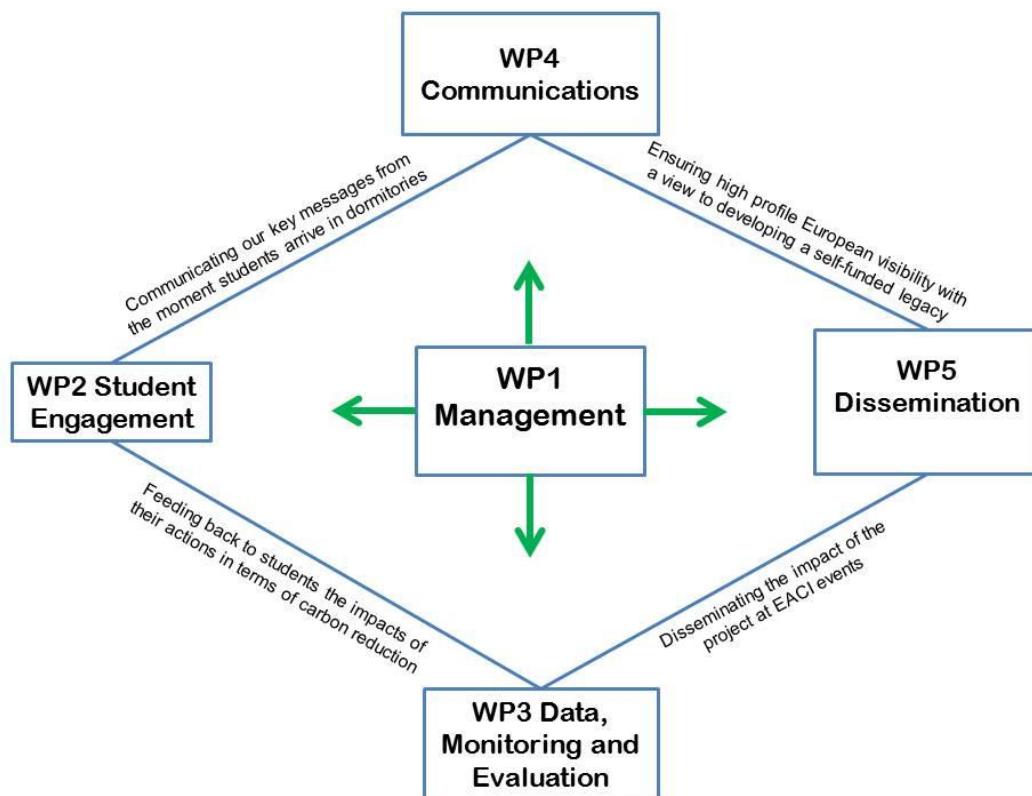 WP4
Communications
Communicating our key messages from
the moment students arrive in dormitories
Ensuring high profile European visibility with
a view to developing a self-funded legacy
WP2 Student
Engagement
WP1
Management
WP5
Dissemination
Feeding back to students the impacts of
their actions in terms of carbon reduction
Disseminating the impact of the
project at EACI events
WP3 Data,
Monitoring and
Evaluation